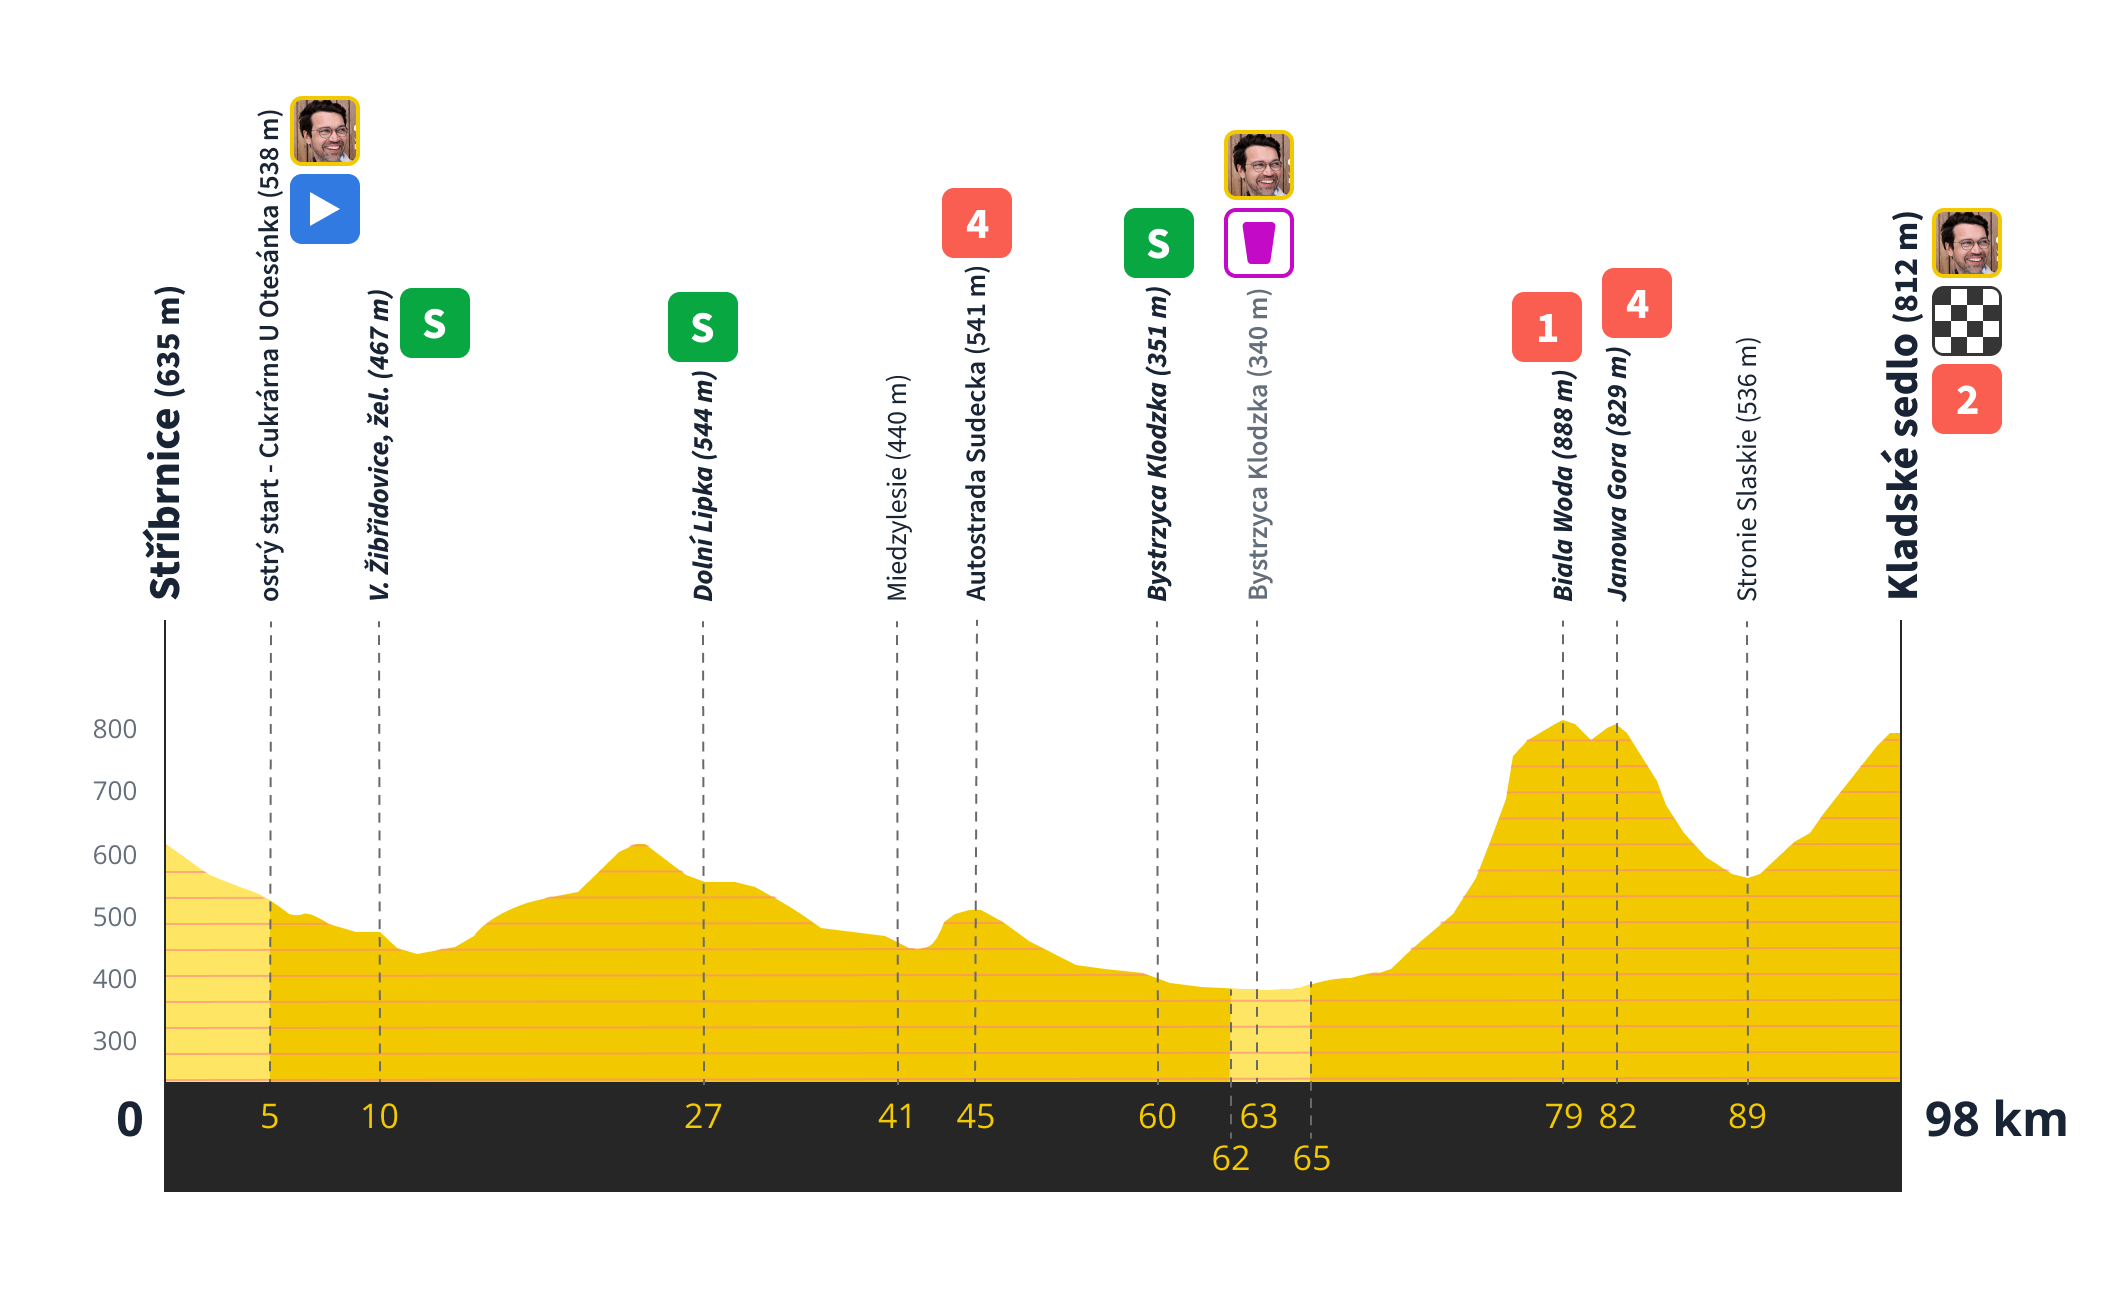 Stříbrnice (635 m)
ostrý start - Cukrárna U Otesánka (538 m)
V. Žibřidovice, žel. (467 m)
S
Dolní Lipka (544 m)
S
Miedzylesie (440 m)
Autostrada Sudecka (541 m)
4
Bystrzyca Klodzka (351 m)
S
Bystrzyca Klodzka (340 m)
Biala Woda (888 m)
1
Janowa Gora (829 m)
4
Stronie Slaskie (536 m)
Kladské sedlo (812 m)
2
800
700
600
500
400
300
0 5 10 27 41 45 60 63 79 82 89 98 km
62 65